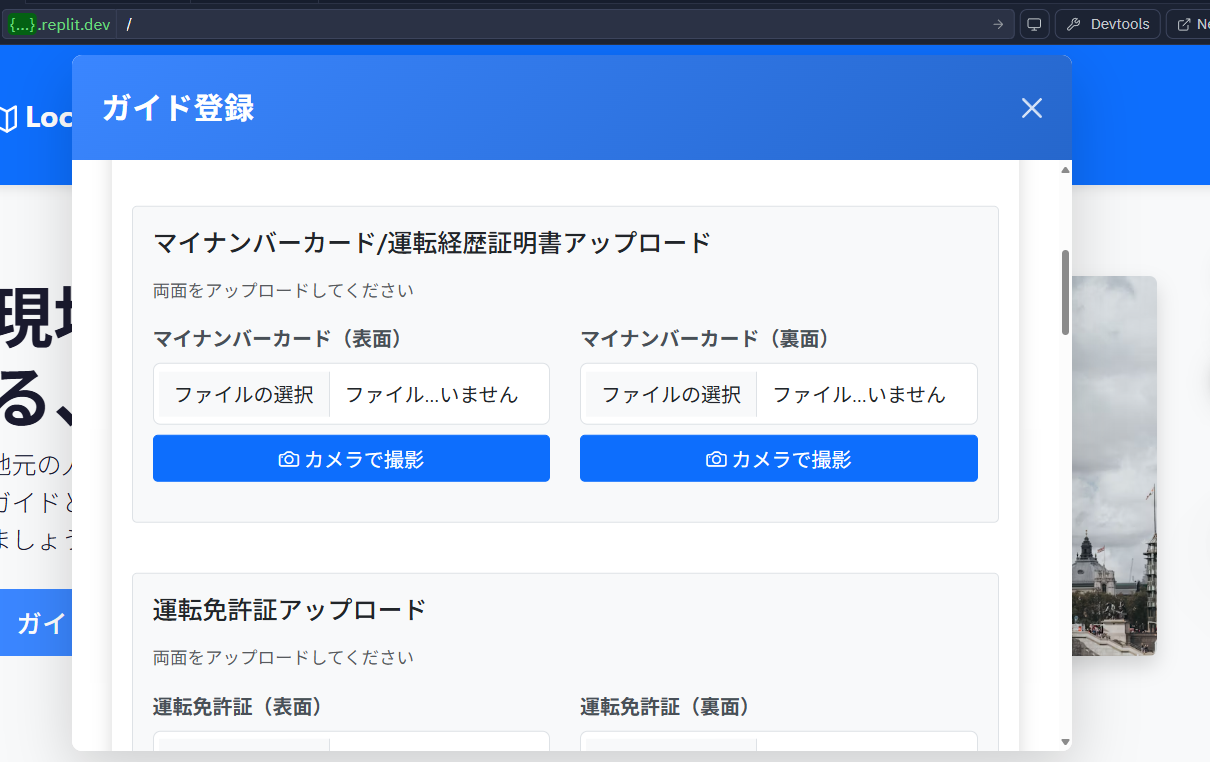 {...}.replit.dev /
Devtools
Ne
ガイド登録
Loc
マイナンバーカード/運転経歴証明書アップロード
両面をアップロードしてください
マイナンバーカード（表面）
マイナンバーカード（裏面）
ファイルの選択 ファイル...いません
ファイルの選択 ファイル...いません
カメラで撮影
カメラで撮影
現
る、
地元の人
ガイドと
ましょう
ガイ
運転免許証アップロード
両面をアップロードしてください
運転免許証（表面）
運転免許証（裏面）